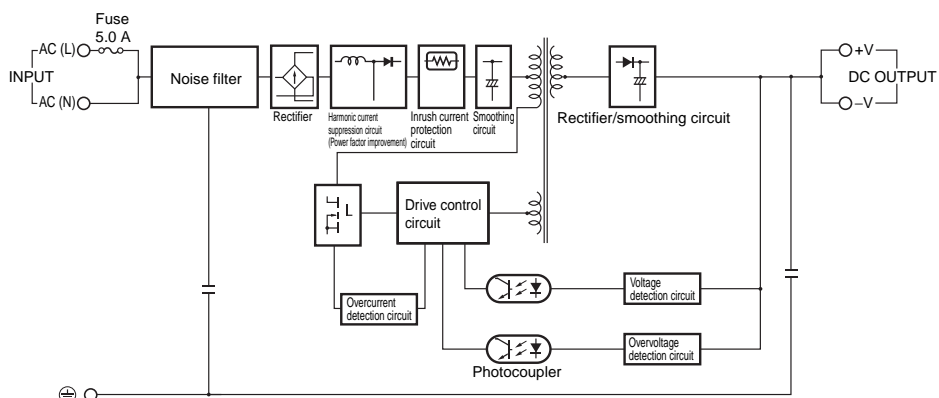 Fuse
5.0 A
AC (L)
INPUT
AC (N)
Noise filter
Rectifier
Harmonic current
suppression circuit
(Power factor improvement)
Inrush current
protection
circuit
Smoothing
circuit
Rectifier/smoothing circuit
+V
DC OUTPUT
–V
Drive control
circuit
Overcurrent
detection circuit
Voltage
detection circuit
Overvoltage
detection circuit
Photocoupler